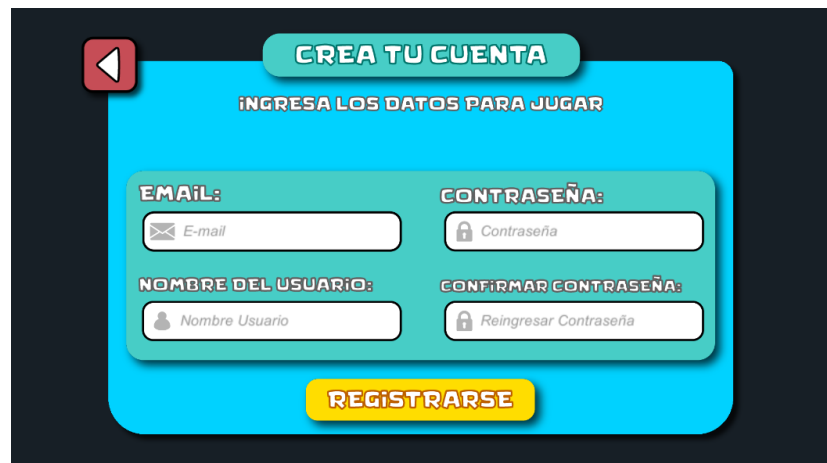 CREA TU CUENTA
iNGRESA LOS DATOS PARA JUGAR
EMAiL:
E-mail
CONTRASEÑA:
Contraseña
NOMBRE DEL USUARiO:
Nombre Usuario
CONFiRMAR CONTRASEÑA:
Reingresar Contraseña
REGiSTRARSE